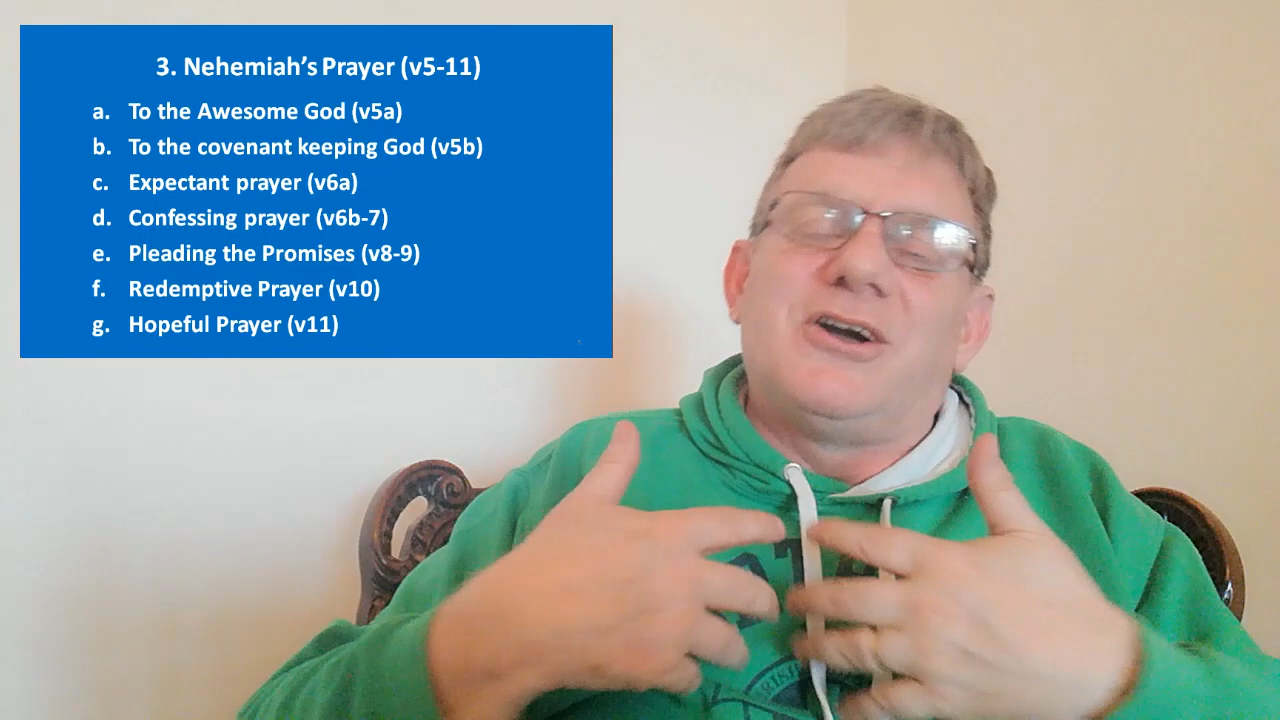 3. Nehemiah's Prayer (v5-11)
a. To the Awesome God (v5a)
b. To the covenant keeping God (v5b)
c. Expectant prayer (v6a)
d. Confessing prayer (v6b-7)
e. Pleading the Promises (v8-9)
f. Redemptive Prayer (v10)
g. Hopeful Prayer (v11)